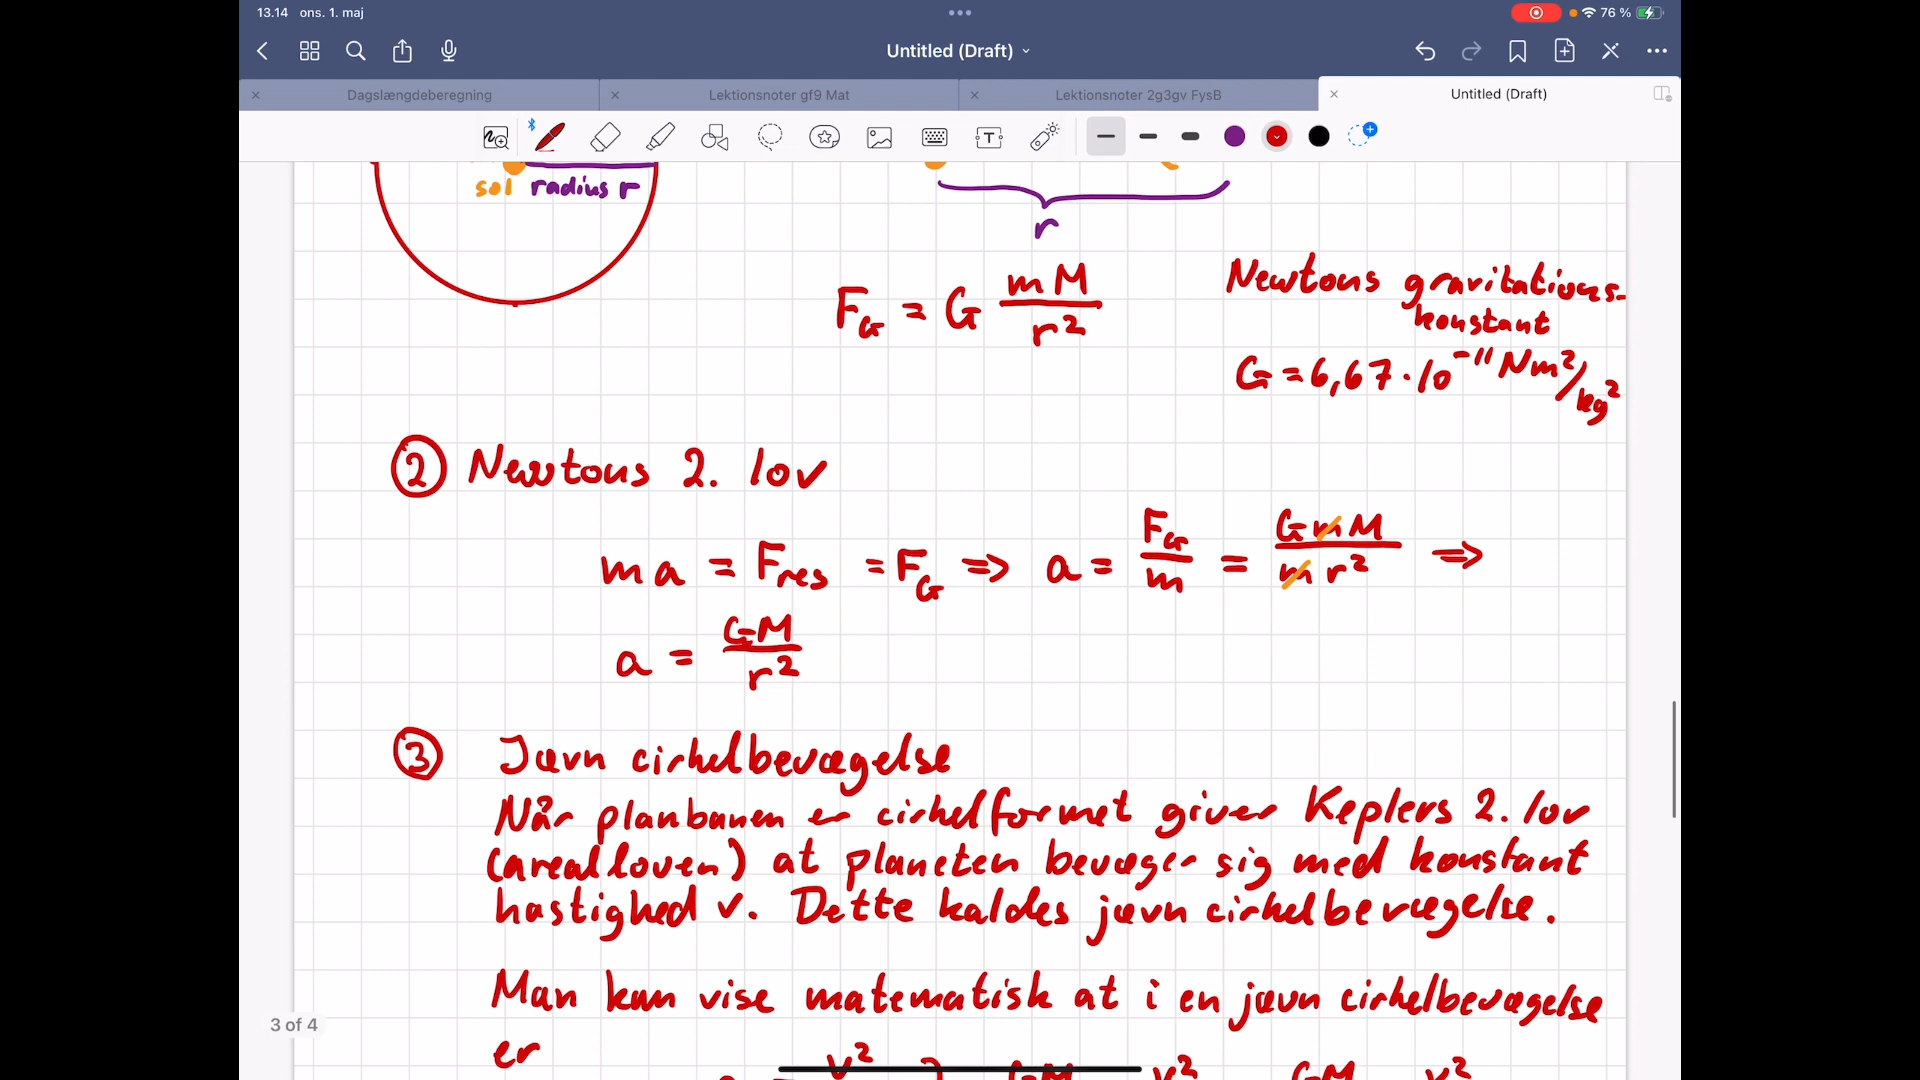 13.14 ons. 1. maj
76 %
Untitled (Draft)
Dagslængdeberegning
Lektionsnoter gf9 Mat
Lektionsnoter 2g3gv FysB
Untitled (Draft)
sol radius r
r
F_G = G mM/r²
Newtons gravitations-
konstant
G = 6,67 · 10⁻¹¹ Nm²/kg²
② Newtons 2. lov
ma = F_res = F_G ⇒ a = F_G/m = GmM/mr² ⇒
a = GM/r²
③ Jævn cirkelbevægelse
Når planbanen er cirkelformet giver Keplers 2. lov
(arealloven) at planeten bevæger sig med konstant
hastighed v. Dette kaldes jævn cirkelbevægelse.
Man kan vise matematisk at i en jævn cirkelbevægelse
3 of 4
er